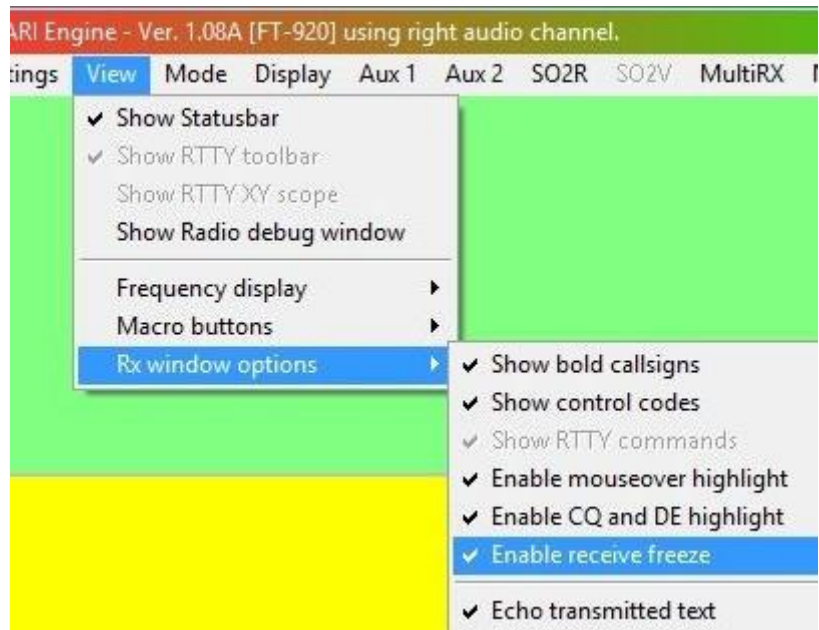 ARI Engine - Ver. 1.08A [FT-920] using right audio channel.
tings View Mode Display Aux 1 Aux 2 SO2R SO2V MultiRX
Show Statusbar
Show RTTY toolbar
Show RTTY XY scope
Show Radio debug window
Frequency display
Macro buttons
Rx window options
Show bold callsigns
Show control codes
Show RTTY commands
Enable mouseover highlight
Enable CQ and DE highlight
Enable receive freeze
Echo transmitted text